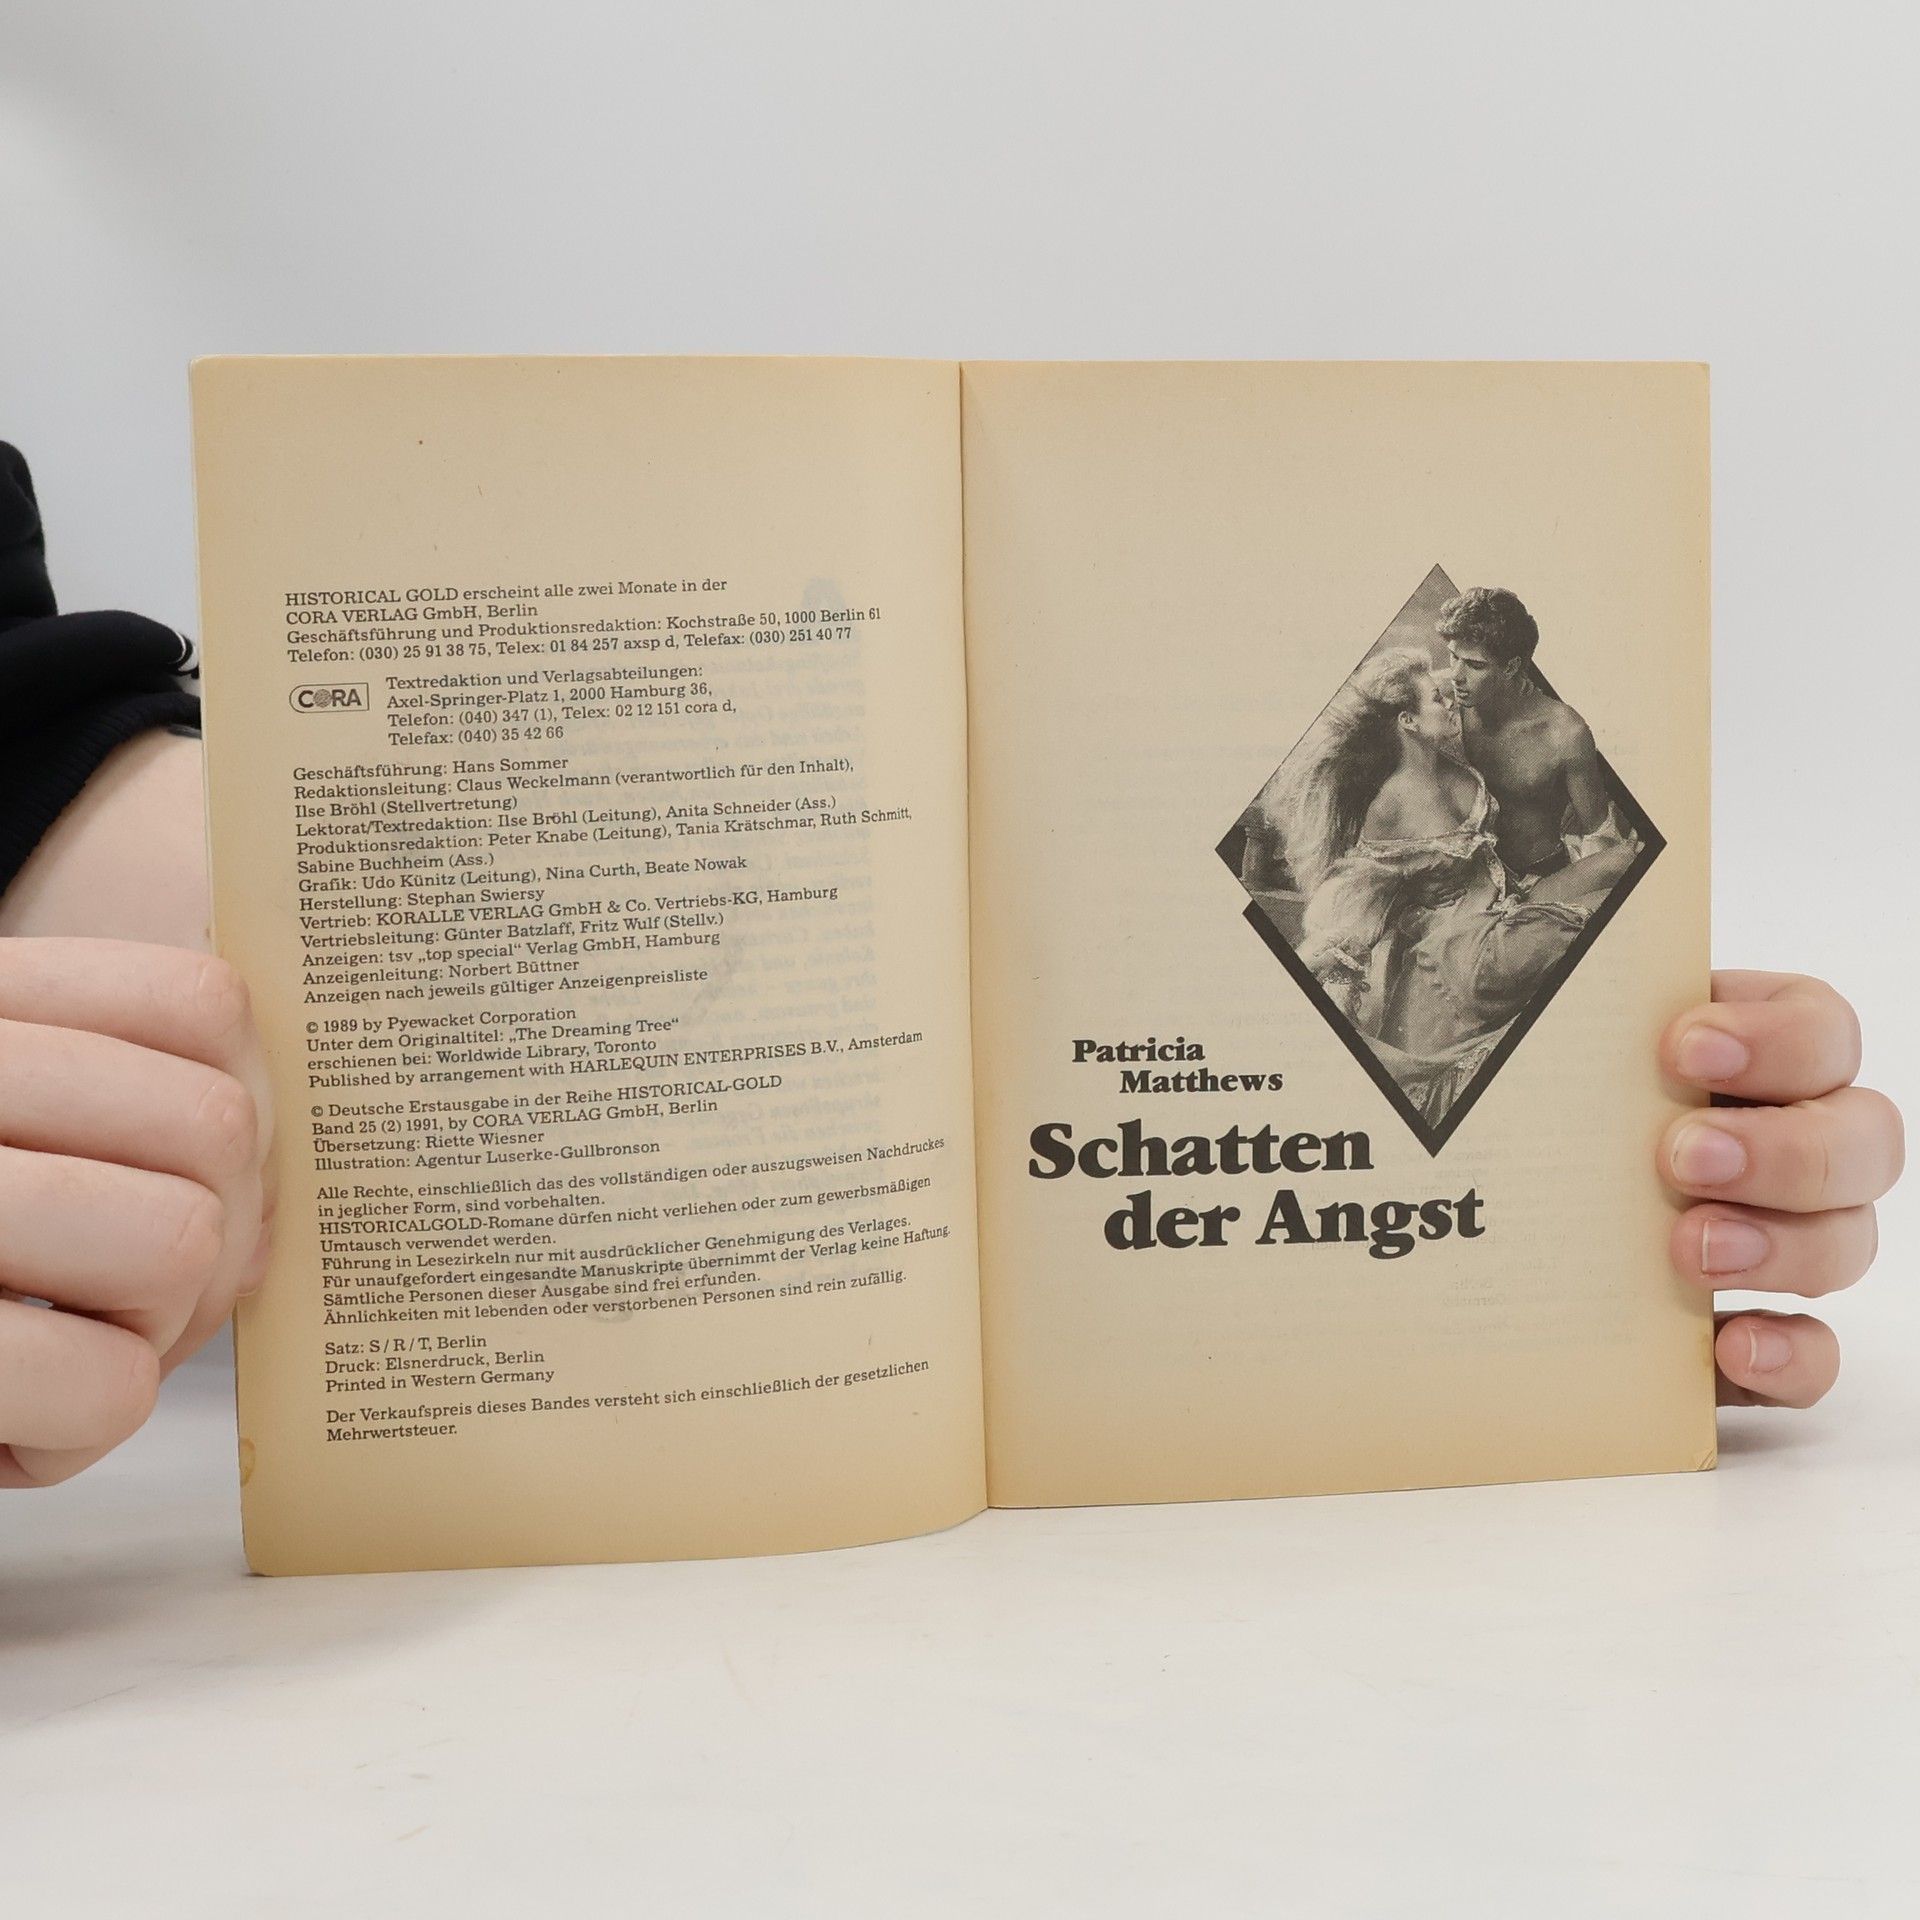 HISTORICAL GOLD erscheint alle zwei Monate in der
CORA VERLAG GmbH, Berlin
Geschäftsführung und Produktionsredaktion: Kochstraße 50, 1000 Berlin 61
Telefon: (030) 25 91 38 75, Telex: 01 84 257 axsp d, Telefax: (030) 251 40 77
CORA
Textredaktion und Verlagsabteilungen:
Axel-Springer-Platz 1, 2000 Hamburg 36,
Telefon: (040) 347 (1), Telex: 02 12 151 cora d,
Telefax: (040) 35 42 66
Geschäftsführung: Hans Sommer
Redaktionsleitung: Claus Weckelmann (verantwortlich für den Inhalt),
Ilse Bröhl (Stellvertretung)
Lektorat/Textredaktion: Ilse Bröhl (Leitung), Anita Schneider (Ass.)
Produktionsredaktion: Peter Knabe (Leitung), Tania Krätschmar, Ruth Schmitt,
Sabine Buchheim (Ass.)
Grafik: Udo Künitz (Leitung), Nina Curth, Beate Nowak
Herstellung: Stephan Swiersy
Vertrieb: KORALLE VERLAG GmbH & Co. Vertriebs-KG, Hamburg
Vertriebsleitung: Günter Batzlaff, Fritz Wulf (Stellv.)
Anzeigen: tsv „top special“ Verlag GmbH, Hamburg
Anzeigenleitung: Norbert Büttner
Anzeigen nach jeweils gültiger Anzeigenpreisliste
© 1989 by Pyewacket Corporation
Unter dem Originaltitel: „The Dreaming Tree“
erschienen bei: Worldwide Library, Toronto
Published by arrangement with HARLEQUIN ENTERPRISES B.V., Amsterdam
© Deutsche Erstausgabe in der Reihe HISTORICAL-GOLD
Band 25 (2) 1991, by CORA VERLAG GmbH, Berlin
Übersetzung: Riette Wiesner
Illustration: Agentur Luserke-Gullbronson
Alle Rechte, einschließlich das des vollständigen oder auszugsweisen Nachdruckes
in jeglicher Form, sind vorbehalten.
HISTORICALGOLD-Romane dürfen nicht verliehen oder zum gewerbsmäßigen
Umtausch verwendet werden.
Führung in Lesezirkeln nur mit ausdrücklicher Genehmigung des Verlages.
Für unaufgefordert eingesandte Manuskripte übernimmt der Verlag keine Haftung.
Sämtliche Personen dieser Ausgabe sind frei erfunden.
Ähnlichkeiten mit lebenden oder verstorbenen Personen sind rein zufällig.
Satz: S/R/T, Berlin
Druck: Elsnerdruck, Berlin
Printed in Western Germany
Der Verkaufspreis dieses Bandes versteht sich einschließlich der gesetzlichen
Mehrwertsteuer.
Patricia
Matthews
Schatten
der Angst